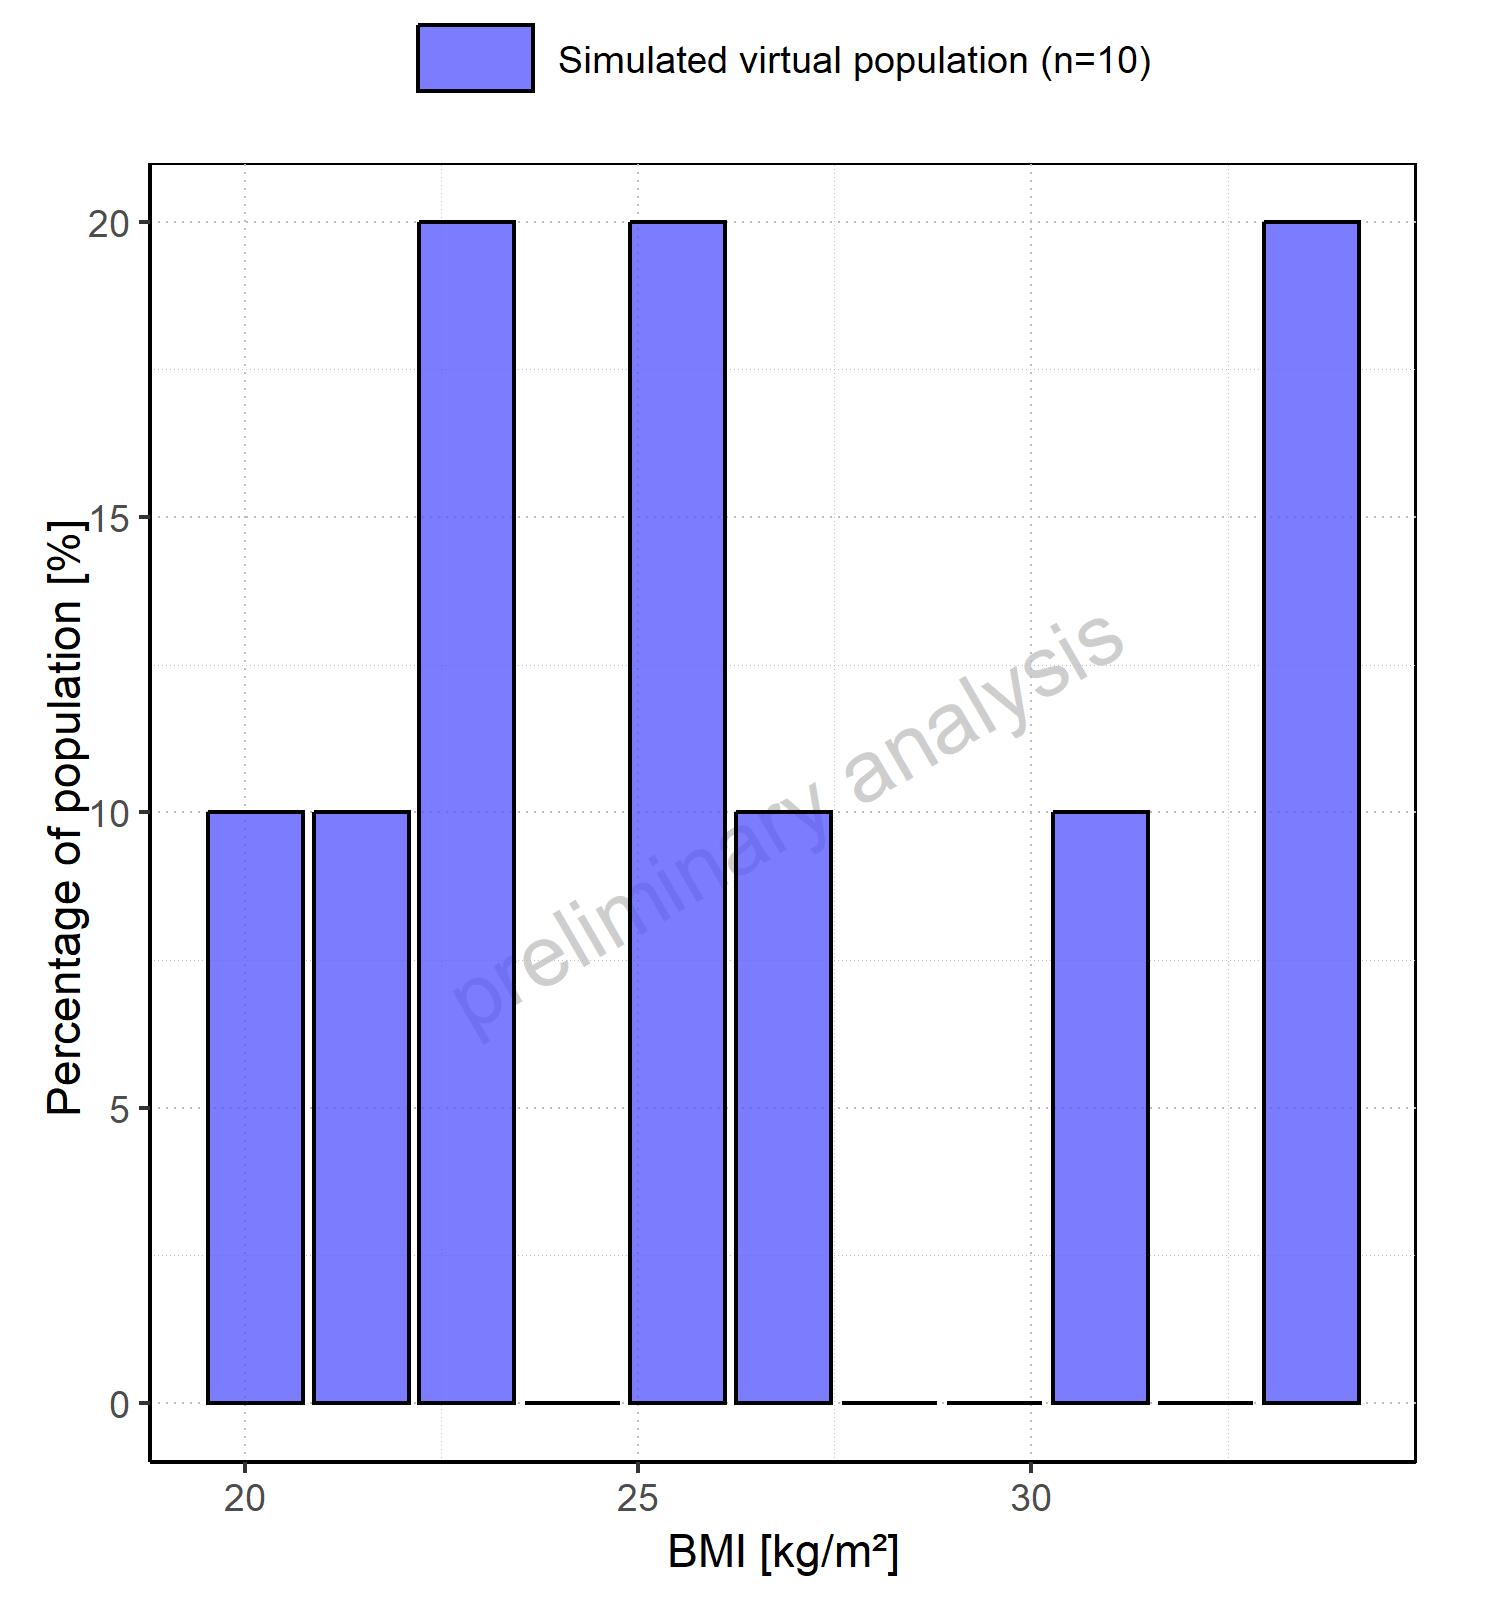 Simulated virtual population (n=10)
20
15
10
5
0
Percentage of population [%]
preliminary analysis
20 25 30
BMI [kg/m²]